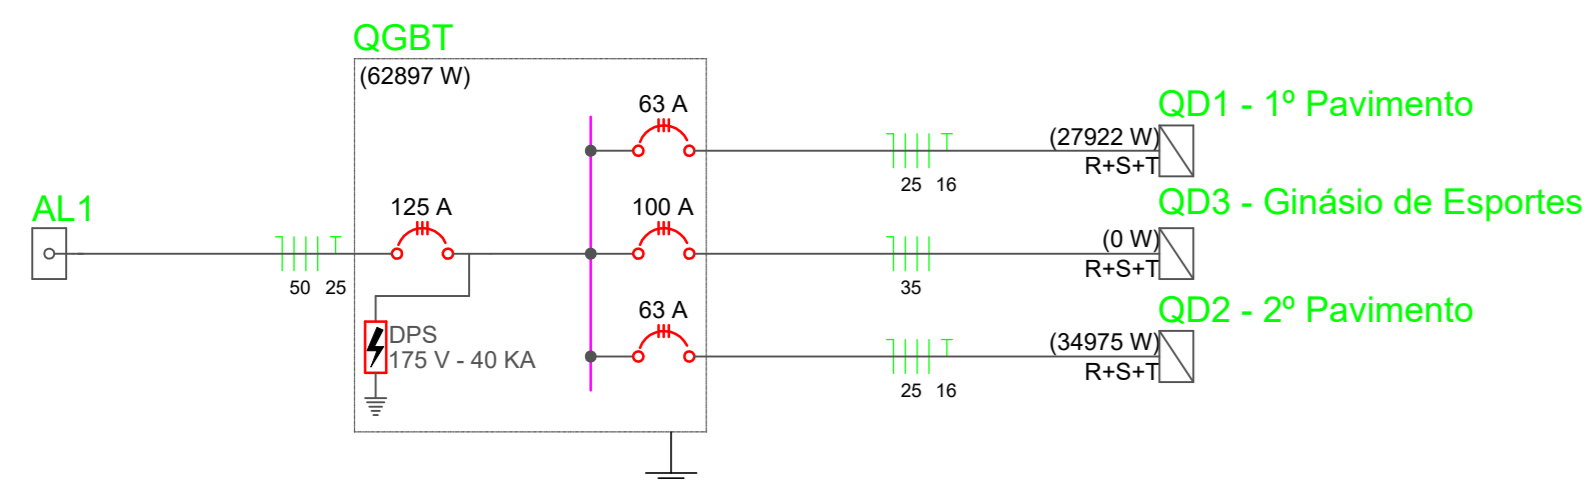 QGBT
(62897 W)
63 A
QD1 - 1º Pavimento
(27922 W)
R+S+T
25 16
AL1
125 A
100 A
QD3 - Ginásio de Esportes
(0 W)
R+S+T
50 25
35
63 A
QD2 - 2º Pavimento
DPS
175 V - 40 KA
(34975 W)
R+S+T
25 16